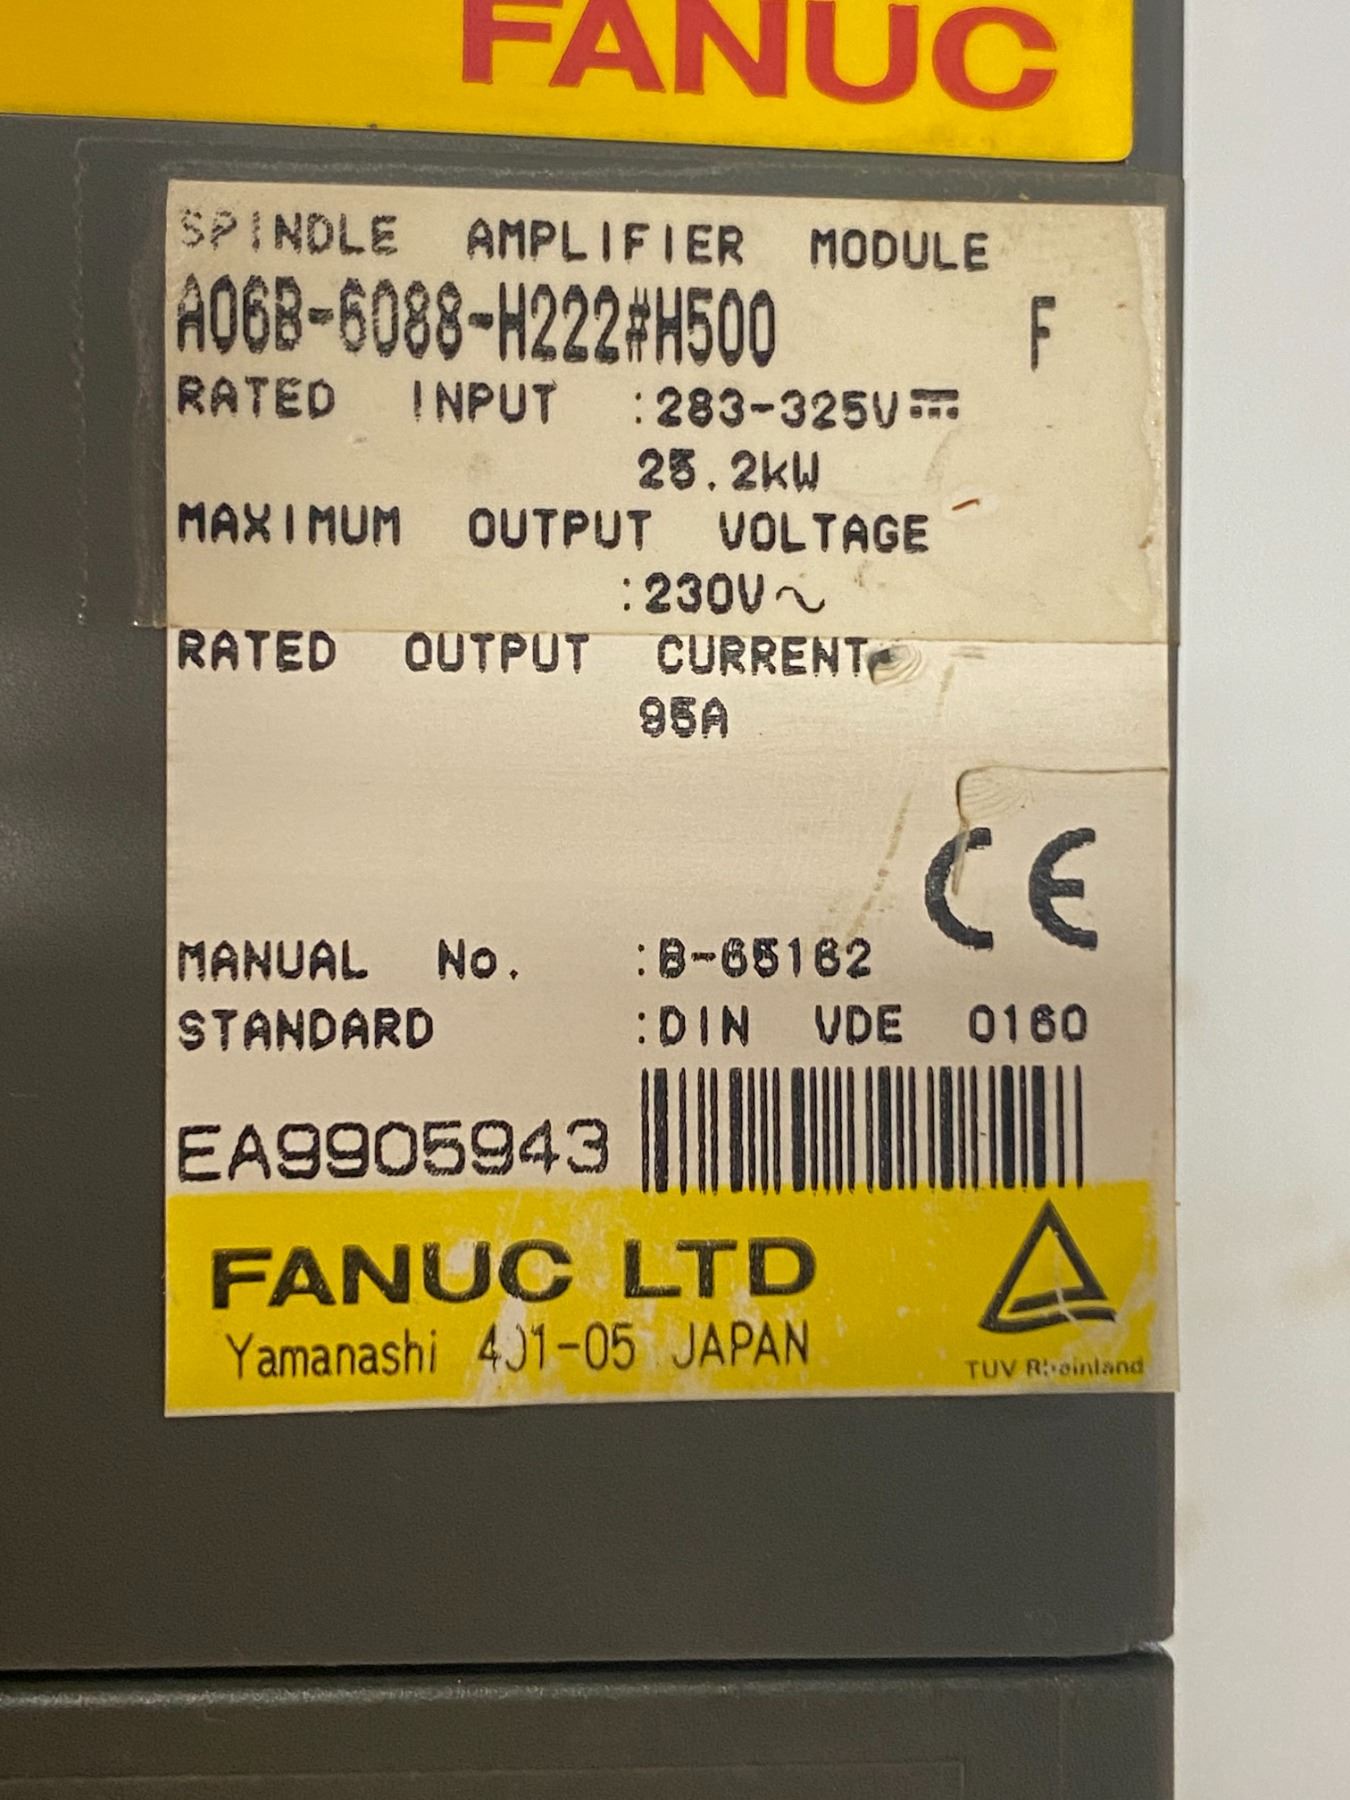 FANUC
SPINDLE AMPLIFIER MODULE
A06B-6088-H222#H500 F
RATED INPUT :283-325V⎓
25.2kW
MAXIMUM OUTPUT VOLTAGE
:230V~
RATED OUTPUT CURRENT
95A
CE
MANUAL No. :B-65162
STANDARD :DIN VDE 0160
EA9905943
FANUC LTD
Yamanashi 401-05 JAPAN
TUV Rheinland